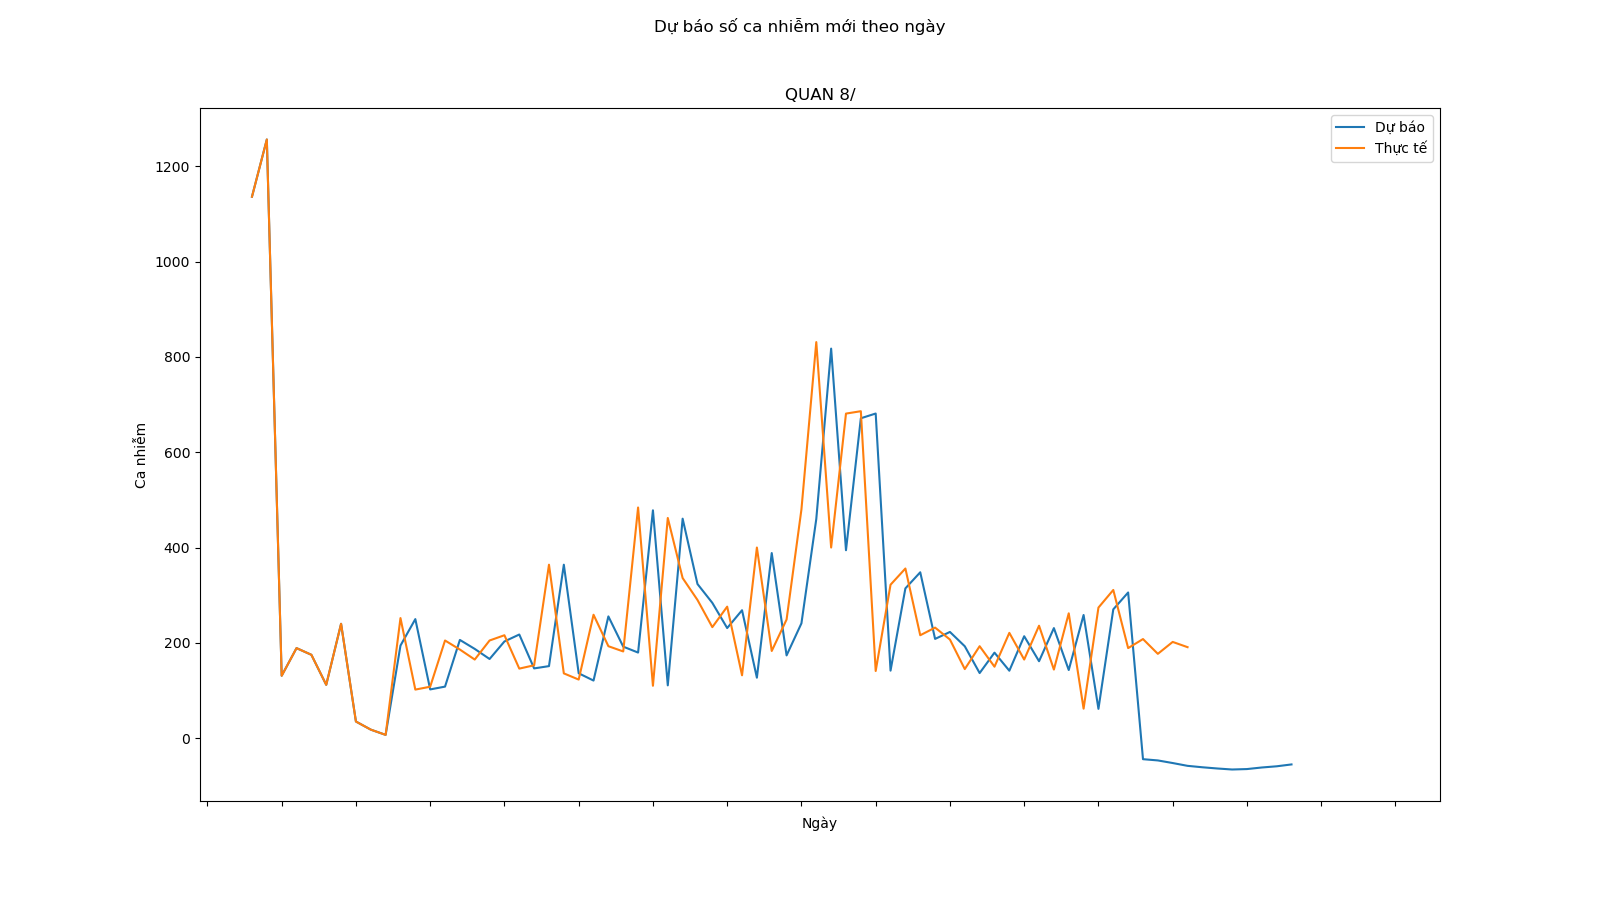 Dự báo số ca nhiễm mới theo ngày
QUAN 8/
Dự báo
Thực tế
1200
1000
800
600
400
200
0
Ca nhiễm
Ngày